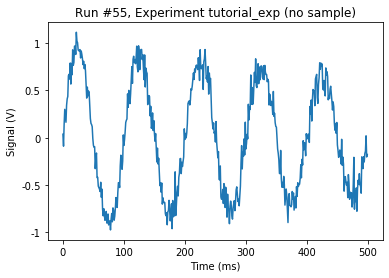 Run #55, Experiment tutorial_exp (no sample)
Signal (V)
1
0.5
0
-0.5
-1
0 100 200 300 400 500
Time (ms)